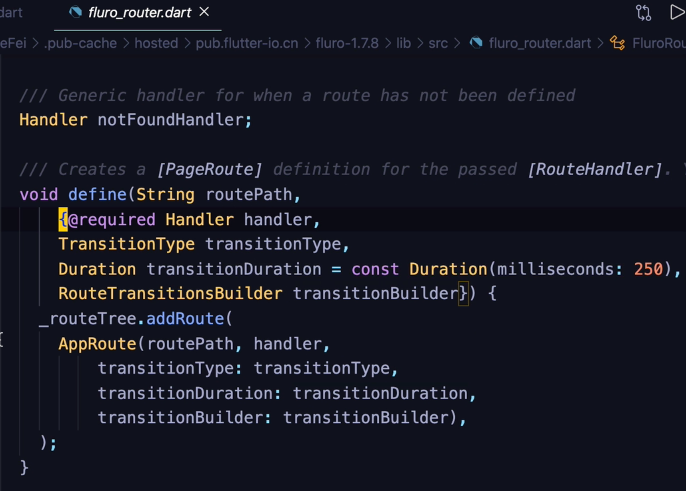 dart fluro_router.dart ×
eFei > .pub-cache > hosted > pub.flutter-io.cn > fluro-1.7.8 > lib > src > fluro_router.dart > FluroRou
/// Generic handler for when a route has not been defined
Handler notFoundHandler;
/// Creates a [PageRoute] definition for the passed [RouteHandler].
void define(String routePath,
{@required Handler handler,
TransitionType transitionType,
Duration transitionDuration = const Duration(milliseconds: 250),
RouteTransitionsBuilder transitionBuilder}) {
_routeTree.addRoute(
AppRoute(routePath, handler,
transitionType: transitionType,
transitionDuration: transitionDuration,
transitionBuilder: transitionBuilder),
);
}